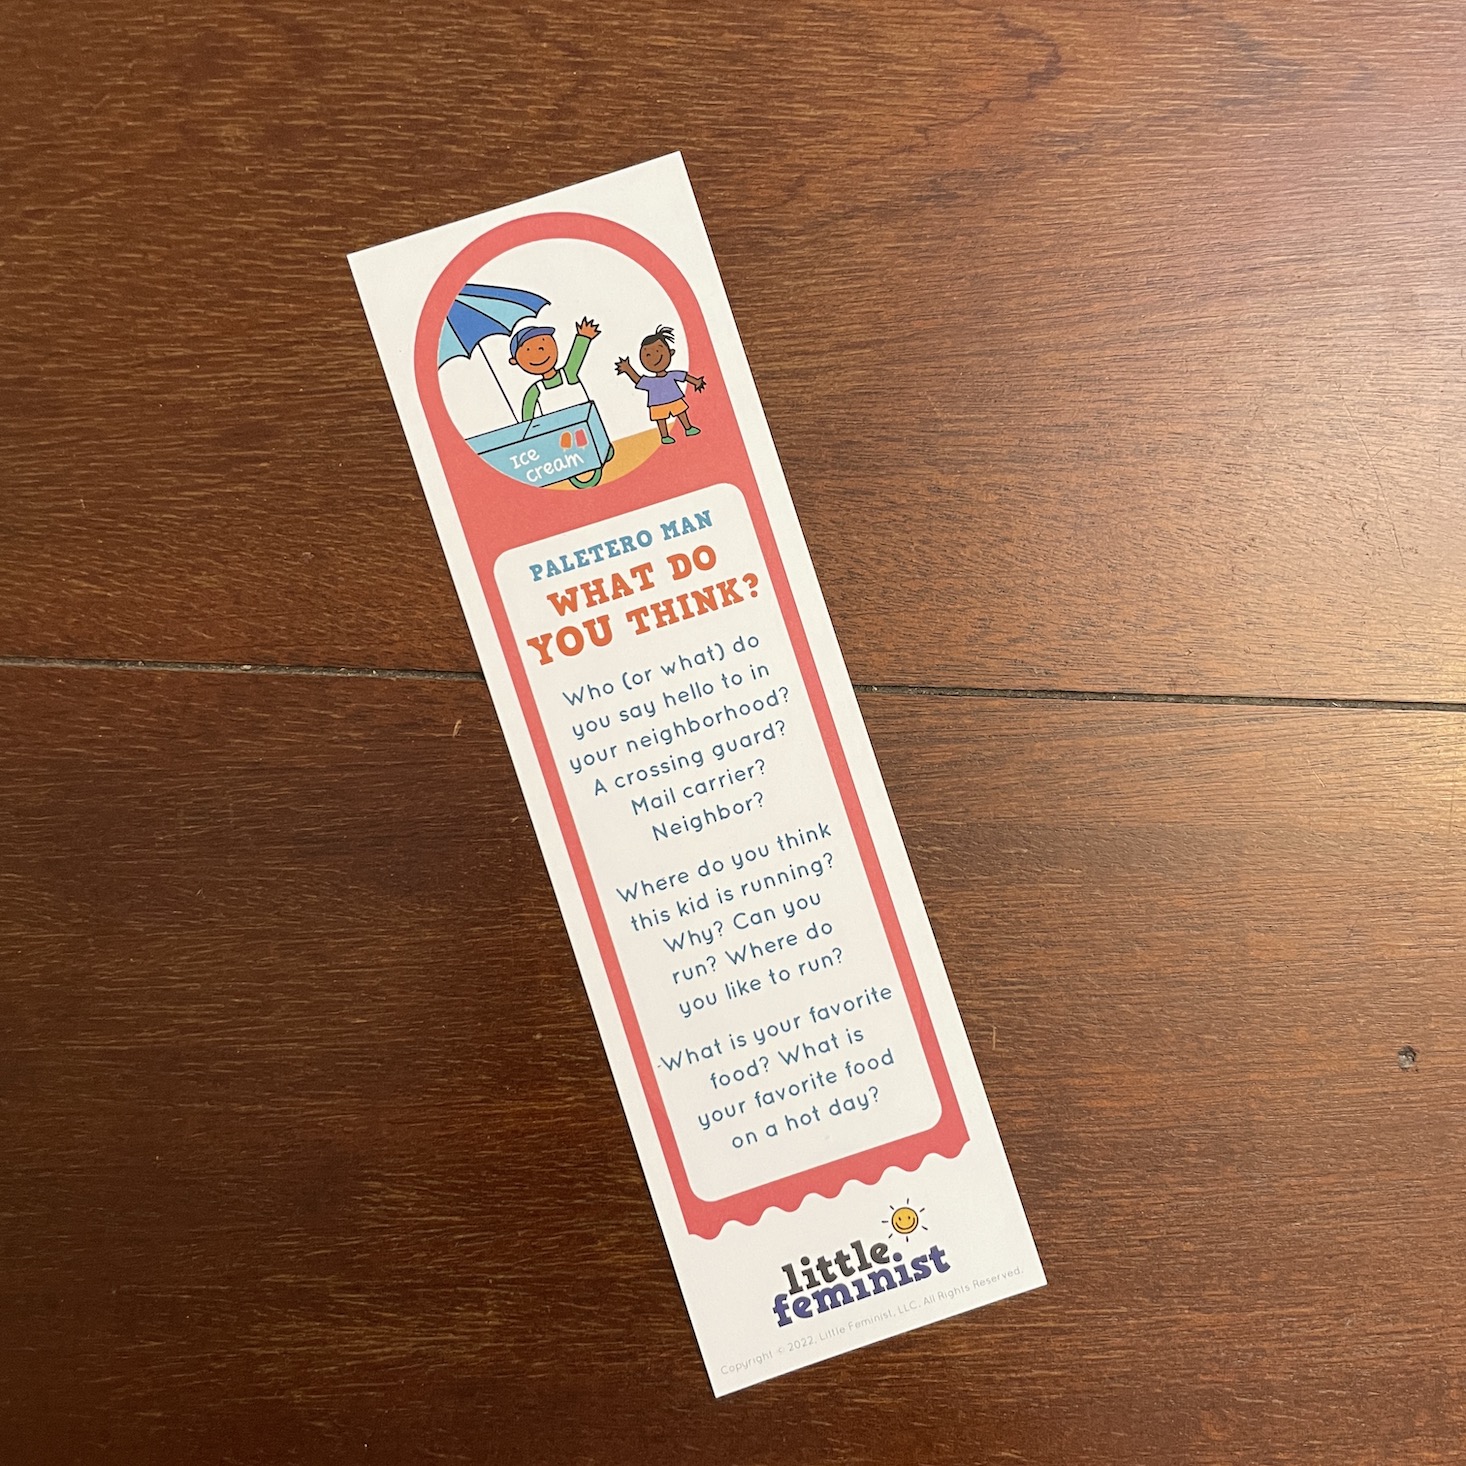 Ice
cream
PALETERO MAN
WHAT DO
YOU THINK?
Who (or what) do
you say hello to in
your neighborhood?
A crossing guard?
Mail carrier?
Neighbor?
Where do you think
this kid is running?
Why? Can you
run? Where do
you like to run?
-What is your favorite
food? What is
your favorite food
on a hot day?
little
feminist
Copyright © 2022, Little Feminist, LLC. All Rights Reserved.